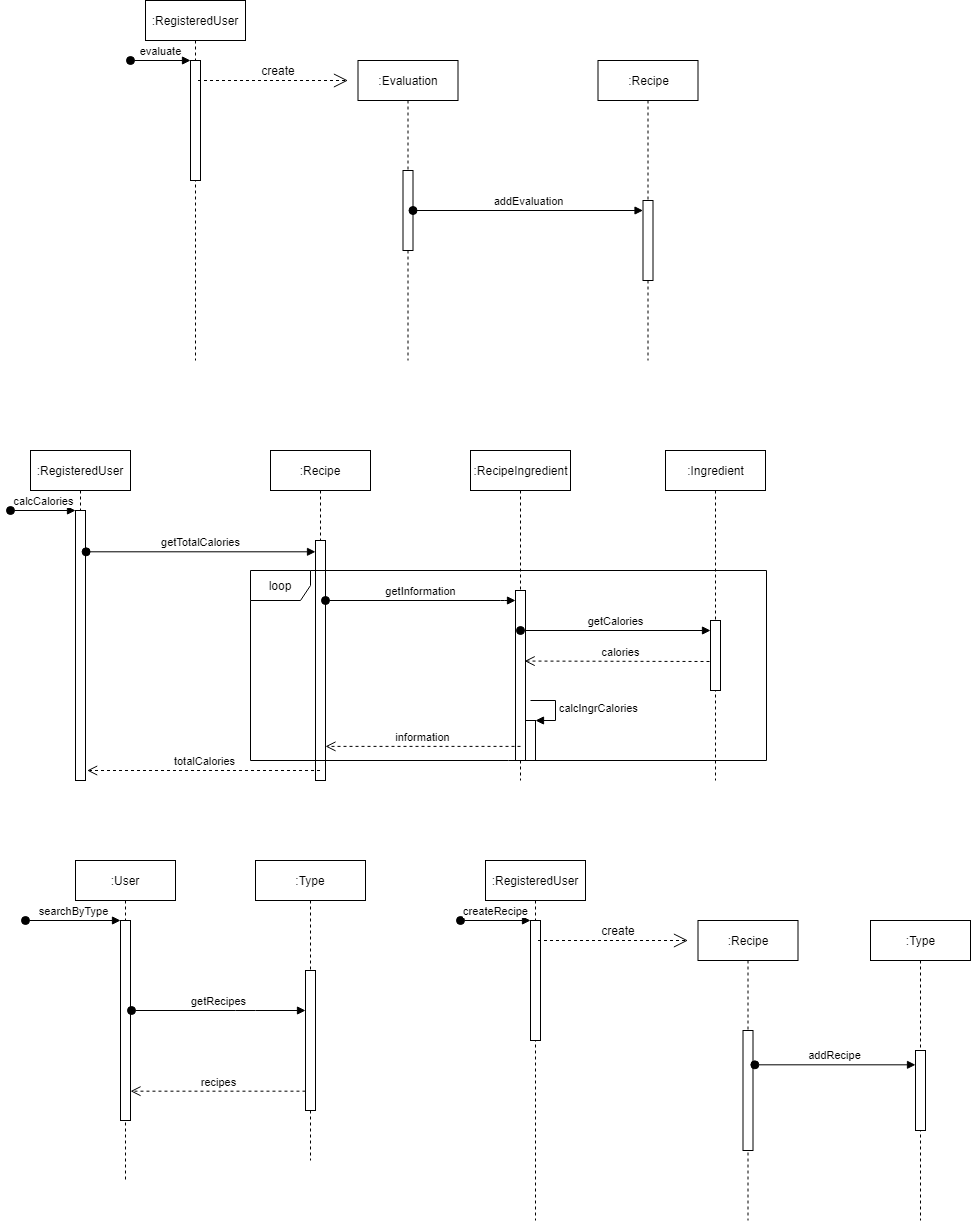 :RegisteredUser
evaluate
create
:Evaluation
:Recipe
addEvaluation
:RegisteredUser
:Recipe
:RecipeIngredient
:Ingredient
calcCalories
getTotalCalories
loop
getInformation
getCalories
calories
calcIngrCalories
information
totalCalories
:User
:Type
searchByType
getRecipes
recipes
:RegisteredUser
createRecipe
create
:Recipe
:Type
addRecipe